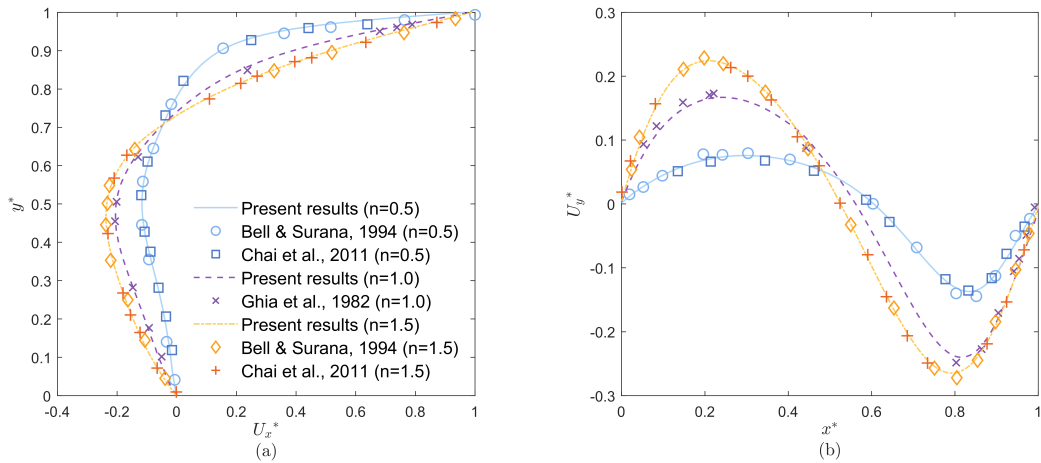 1
0.9
0.8
0.7
0.6
0.5
0.4
0.3
0.2
0.1
0
y*
-0.4 -0.2 0 0.2 0.4 0.6 0.8 1
Ux*
(a)
Present results (n=0.5)
Bell & Surana, 1994 (n=0.5)
Chai et al., 2011 (n=0.5)
Present results (n=1.0)
Ghia et al., 1982 (n=1.0)
Present results (n=1.5)
Bell & Surana, 1994 (n=1.5)
Chai et al., 2011 (n=1.5)
0.3
0.2
0.1
0
-0.1
-0.2
-0.3
Uy*
0 0.2 0.4 0.6 0.8 1
x*
(b)